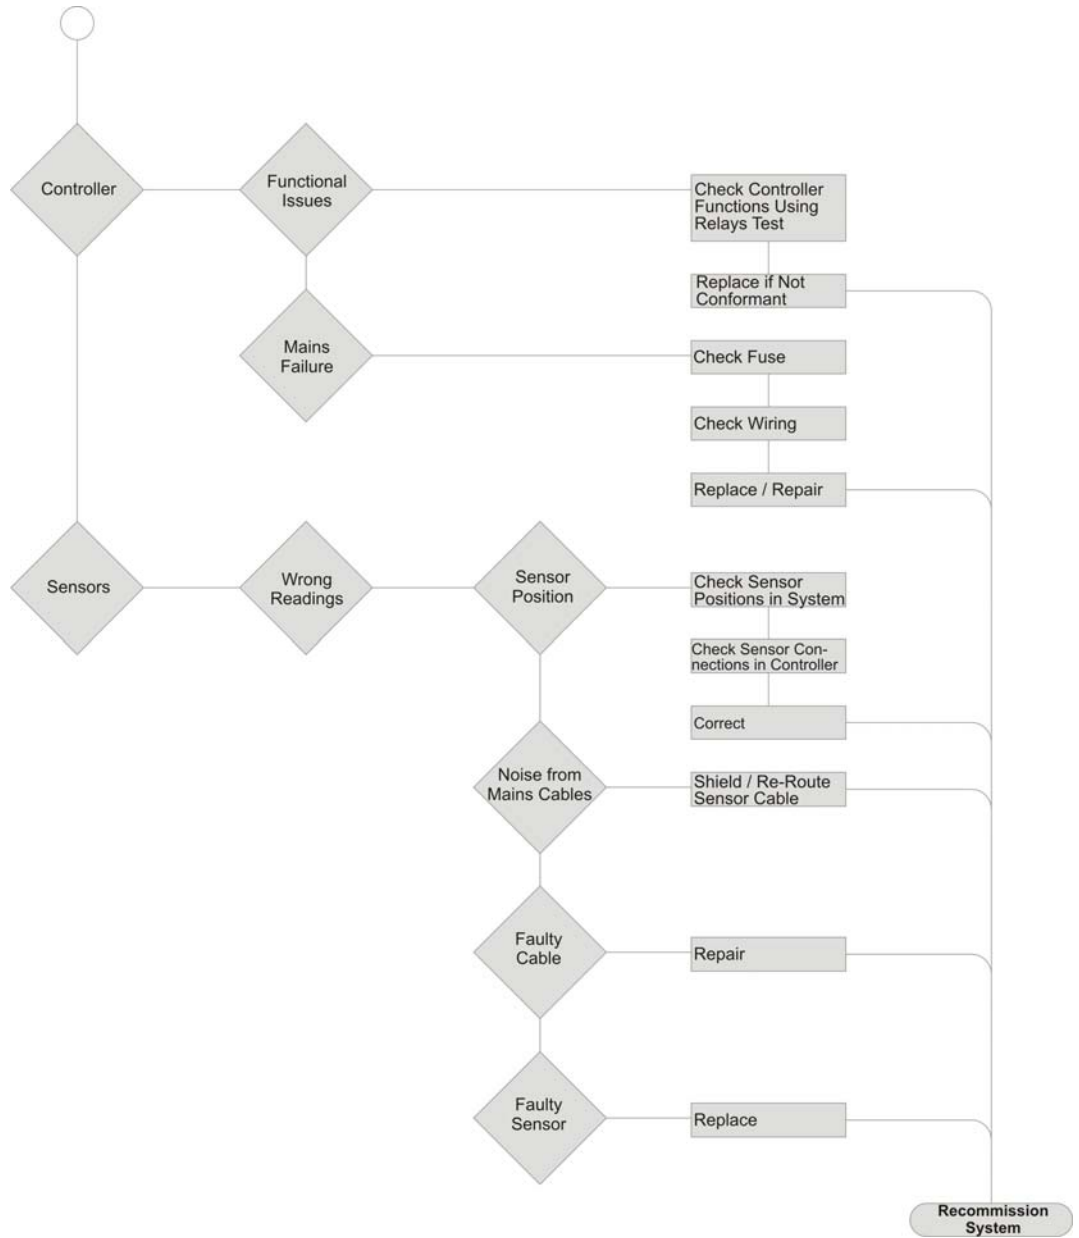 Controller
Functional
Issues
Check Controller
Functions Using
Relays Test
Replace if Not
Conformant
Mains
Failure
Check Fuse
Check Wiring
Replace / Repair
Sensors
Wrong
Readings
Sensor
Position
Check Sensor
Positions in System
Check Sensor Con-
nections in Controller
Correct
Noise from
Mains Cables
Shield / Re-Route
Sensor Cable
Faulty
Cable
Repair
Faulty
Sensor
Replace
Recommission
System